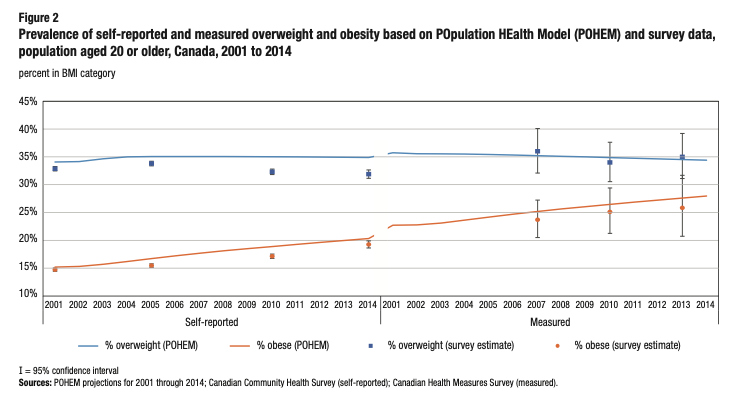 Figure 2
Prevalence of self-reported and measured overweight and obesity based on POpulation HEalth Model (POHEM) and survey data,
population aged 20 or older, Canada, 2001 to 2014
percent in BMI category
45%
40%
35%
30%
25%
20%
15%
10%
2001 2002 2003 2004 2005 2006 2007 2008 2009 2010 2011 2012 2013 2014 2001 2002 2003 2004 2005 2006 2007 2008 2009 2010 2011 2012 2013 2014
Self-reported Measured
% overweight (POHEM) % obese (POHEM) % overweight (survey estimate) % obese (survey estimate)
I = 95% confidence interval
Sources: POHEM projections for 2001 through 2014; Canadian Community Health Survey (self-reported); Canadian Health Measures Survey (measured).